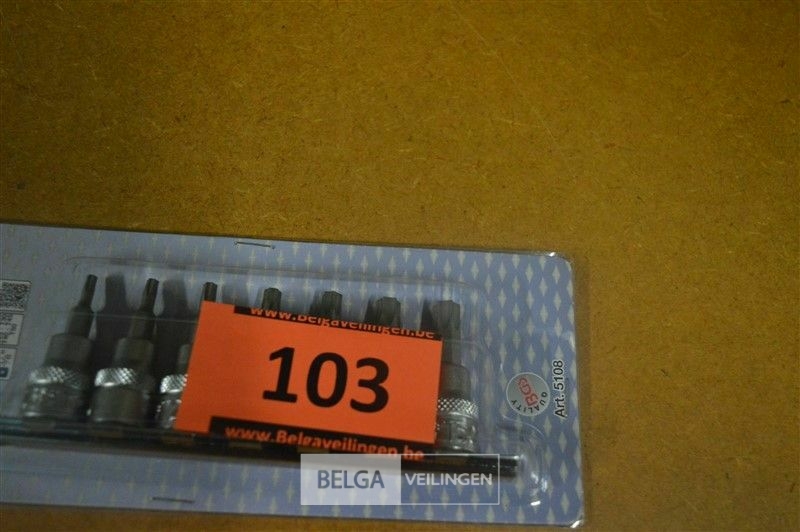 www.Belgaveilingen.be
103
www.Belgaveilingen.be
BGS
QUALITY
Art. 5108
BELGA VEILINGEN